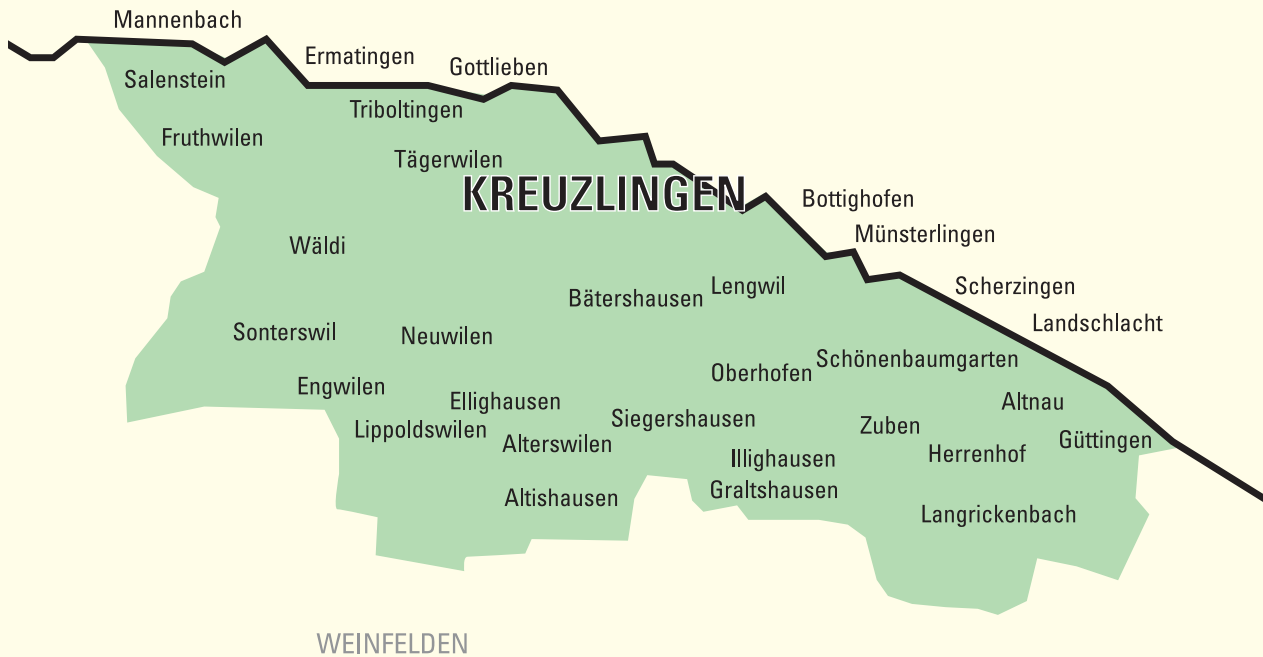 Mannenbach
Ermatingen
Gottlieben
Salenstein
Triboltingen
Fruthwilen
Tägerwilen
KREUZLINGEN
Bottighofen
Münsterlingen
Wäldi
Lengwil
Scherzingen
Bätershausen
Landschlacht
Sonterswil
Neuwilen
Schönenbaumgarten
Oberhofen
Engwilen
Ellighausen
Altnau
Siegershausen
Zuben
Lippoldswilen
Alterswilen
Güttingen
Herrenhof
Illighausen
Graltshausen
Altishausen
Langrickenbach
WEINFELDEN